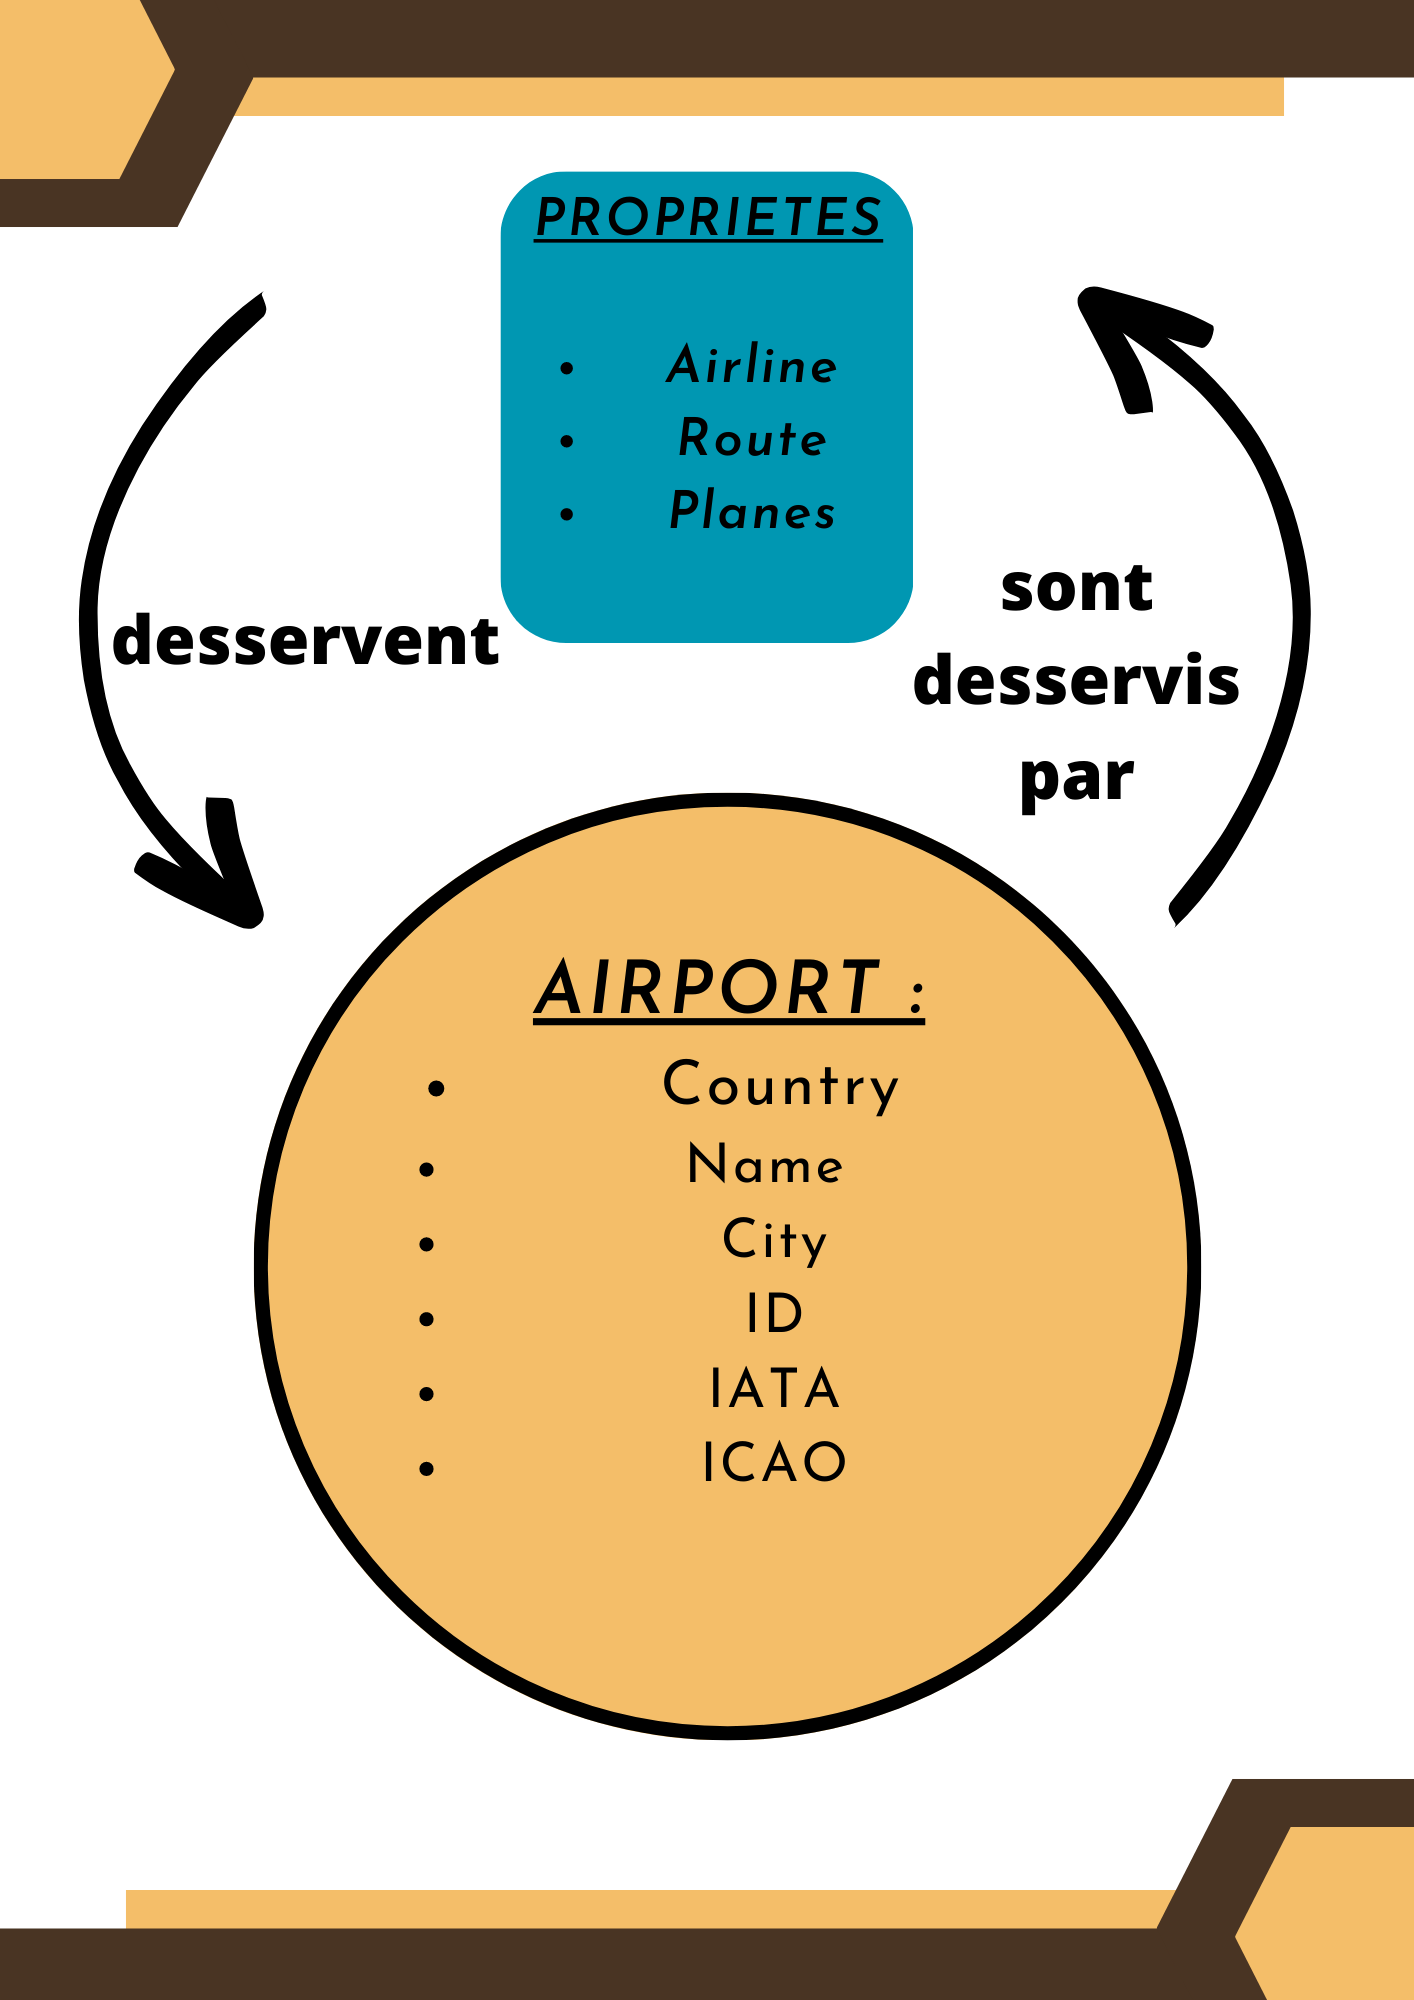 PROPRIETES
• Airline
• Route
• Planes
desservent
sont
desservis
par
AIRPORT :
• Country
• Name
• City
• ID
• IATA
• ICAO